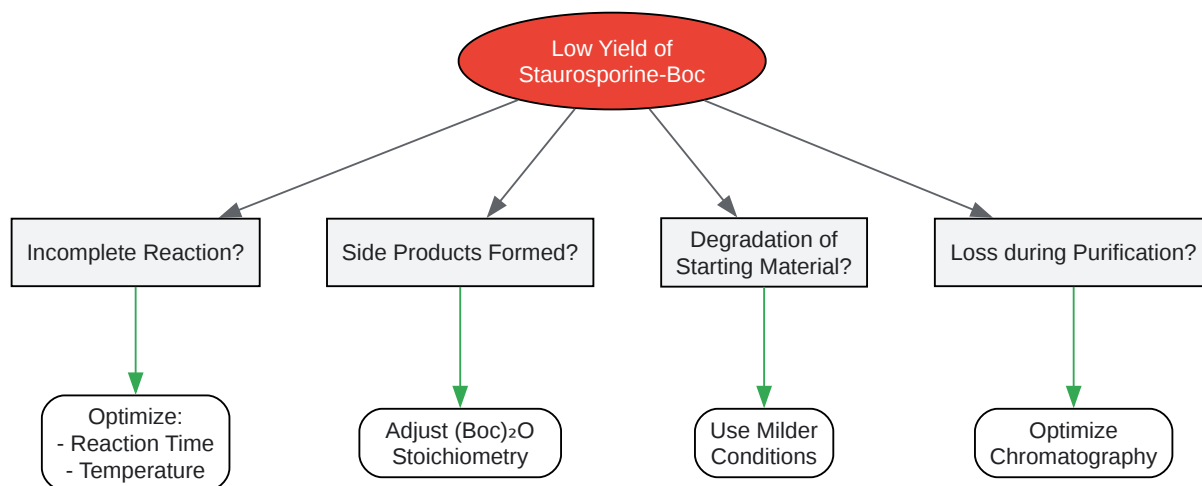 Low Yield of
Staurosporine-Boc
Incomplete Reaction?
Side Products Formed?
Degradation of
Starting Material?
Loss during Purification?
Optimize:
- Reaction Time
- Temperature
Adjust (Boc)₂O
Stoichiometry
Use Milder
Conditions
Optimize
Chromatography